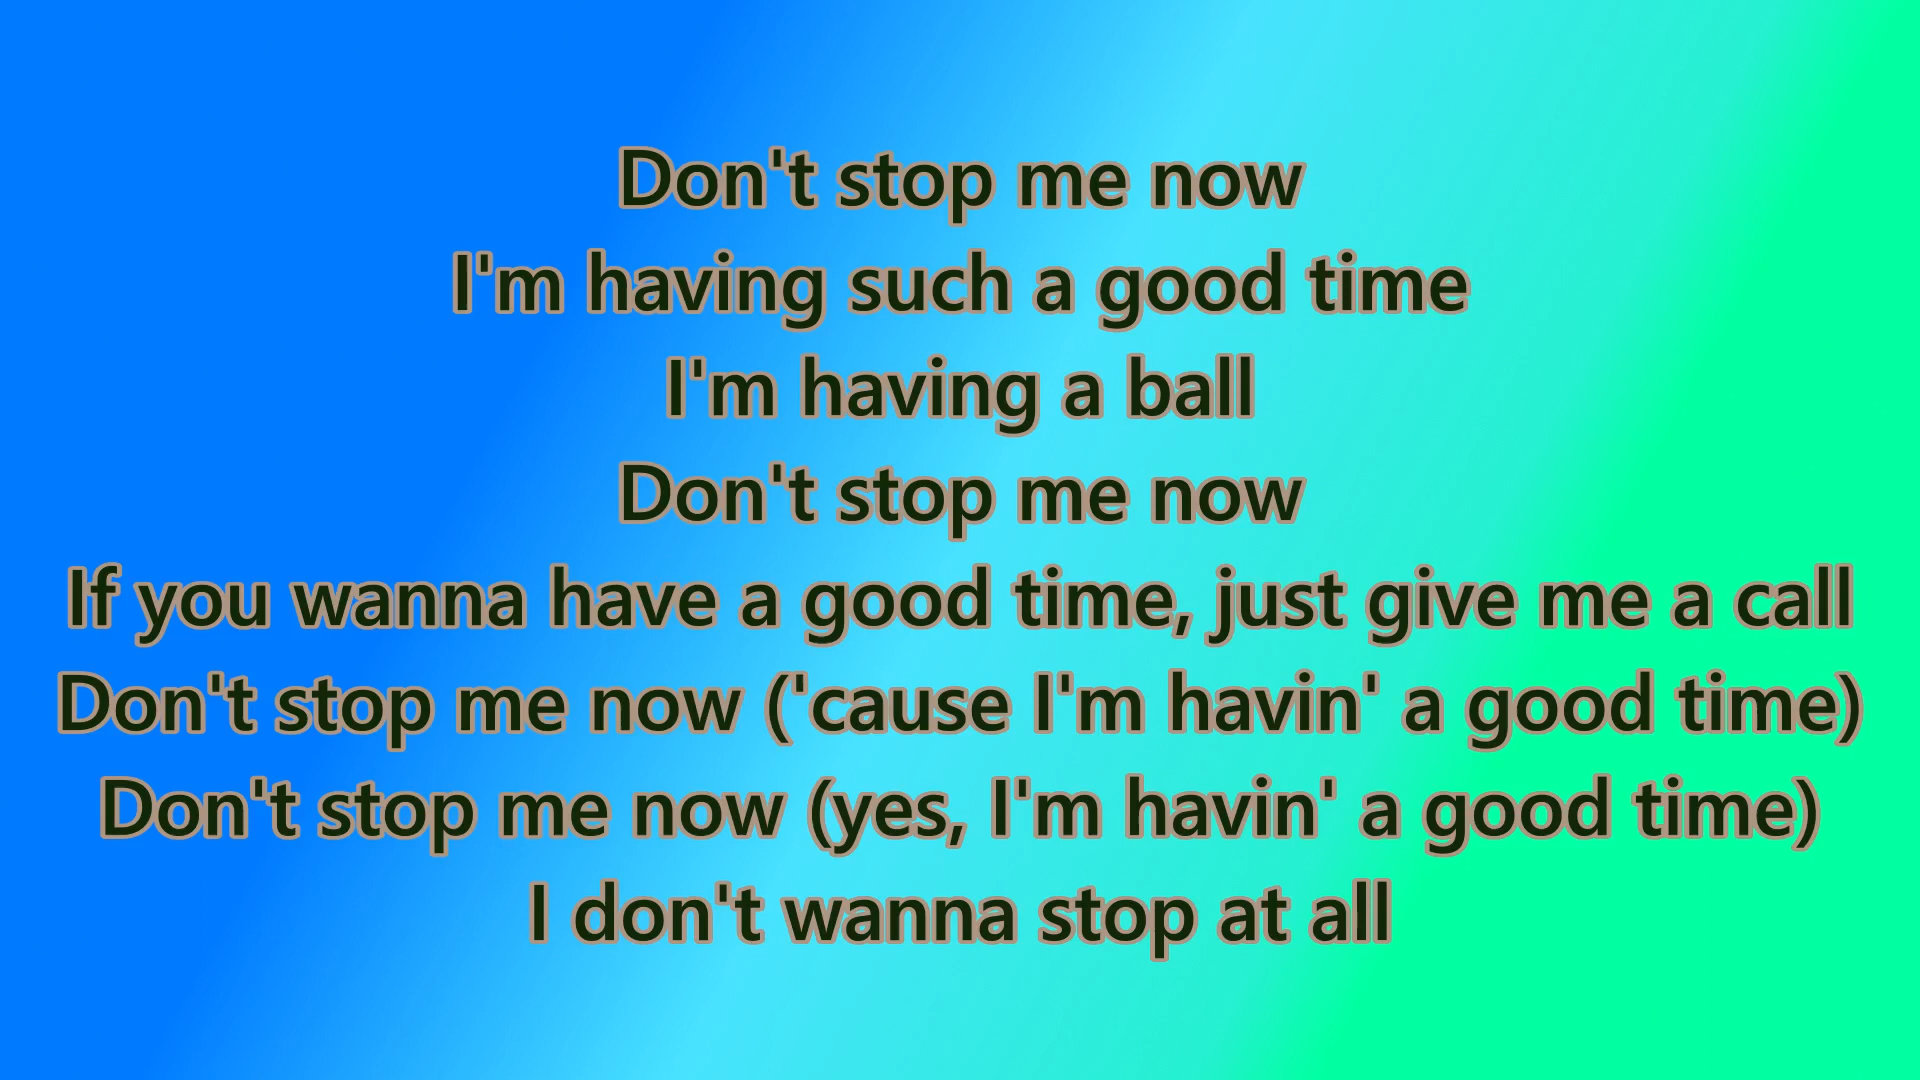 Don't stop me now
I'm having such a good time
I'm having a ball
Don't stop me now
If you wanna have a good time, just give me a call
Don't stop me now ('cause I'm havin' a good time)
Don't stop me now (yes, I'm havin' a good time)
I don't wanna stop at all